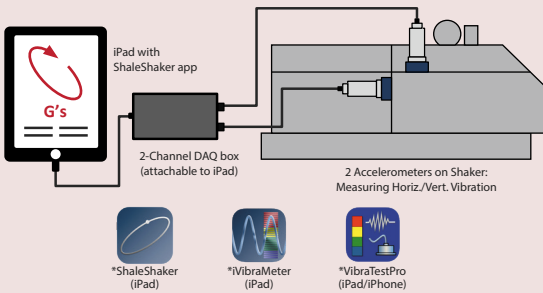 iPad with
ShaleShaker app
G's
2-Channel DAQ box
(attachable to iPad)
2 Accelerometers on Shaker:
Measuring Horiz./Vert. Vibration
*ShaleShaker
(iPad)
*iVibraMeter
(iPad)
*VibraTestPro
(iPad/iPhone)